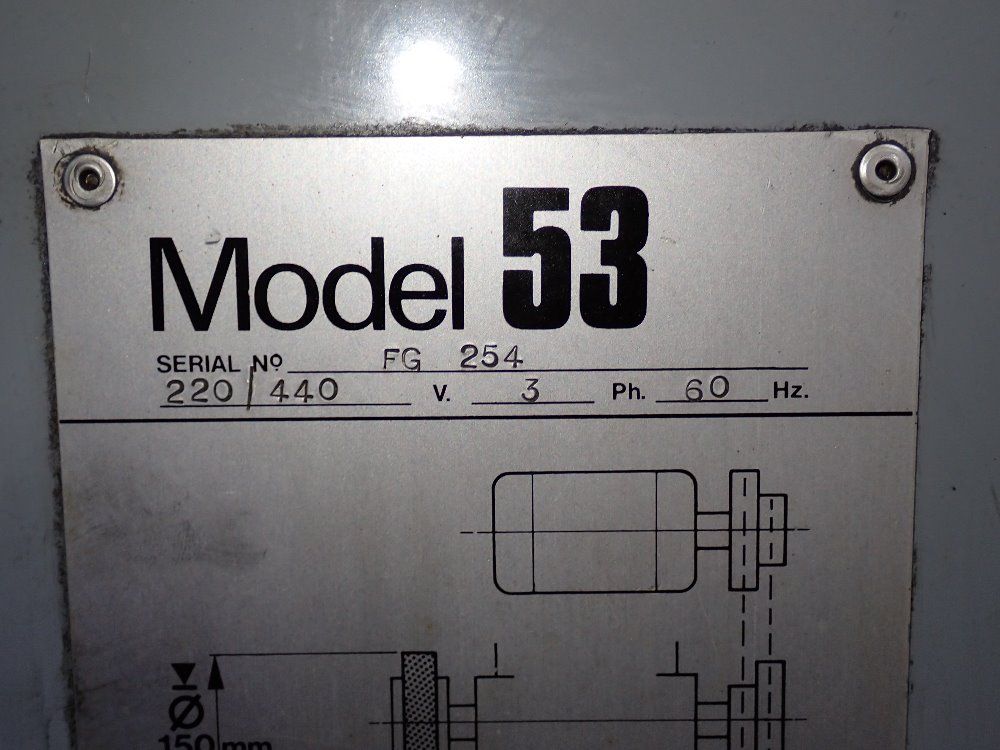 Model 53
SERIAL Nº FG 254
220/440 V. 3 Ph. 60 Hz.
Ø
150 mm